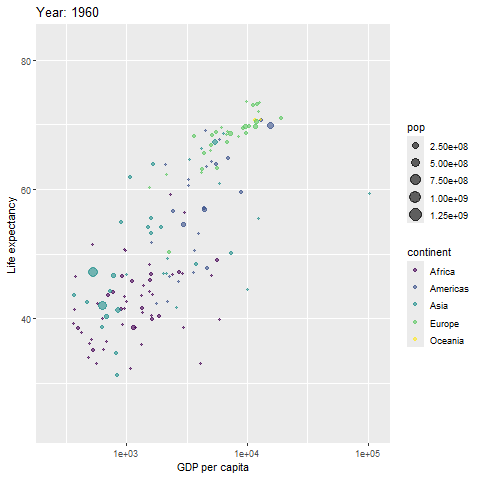 Year: 1960
80
60
40
Life expectancy
1e+03
1e+04
1e+05
GDP per capita
pop
2.50e+08
5.00e+08
7.50e+08
1.00e+09
1.25e+09
continent
Africa
Americas
Asia
Europe
Oceania